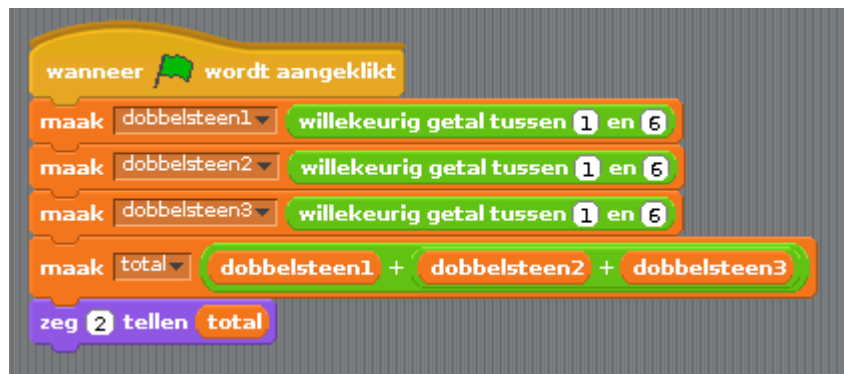 wanneer wordt aangeklikt
maak dobbelsteen1 willekeurig getal tussen 1 en 6
maak dobbelsteen2 willekeurig getal tussen 1 en 6
maak dobbelsteen3 willekeurig getal tussen 1 en 6
maak total dobbelsteen1 + dobbelsteen2 + dobbelsteen3
zeg 2 tellen total